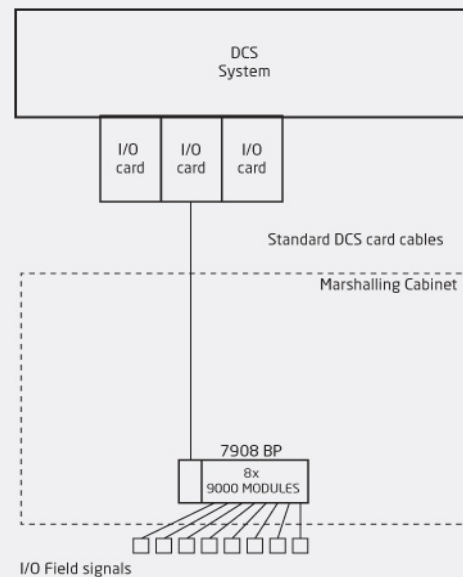 DCS
System
I/O
card
I/O
card
I/O
card
Standard DCS card cables
Marshalling Cabinet
7908 BP
8x
9000 MODULES
I/O Field signals